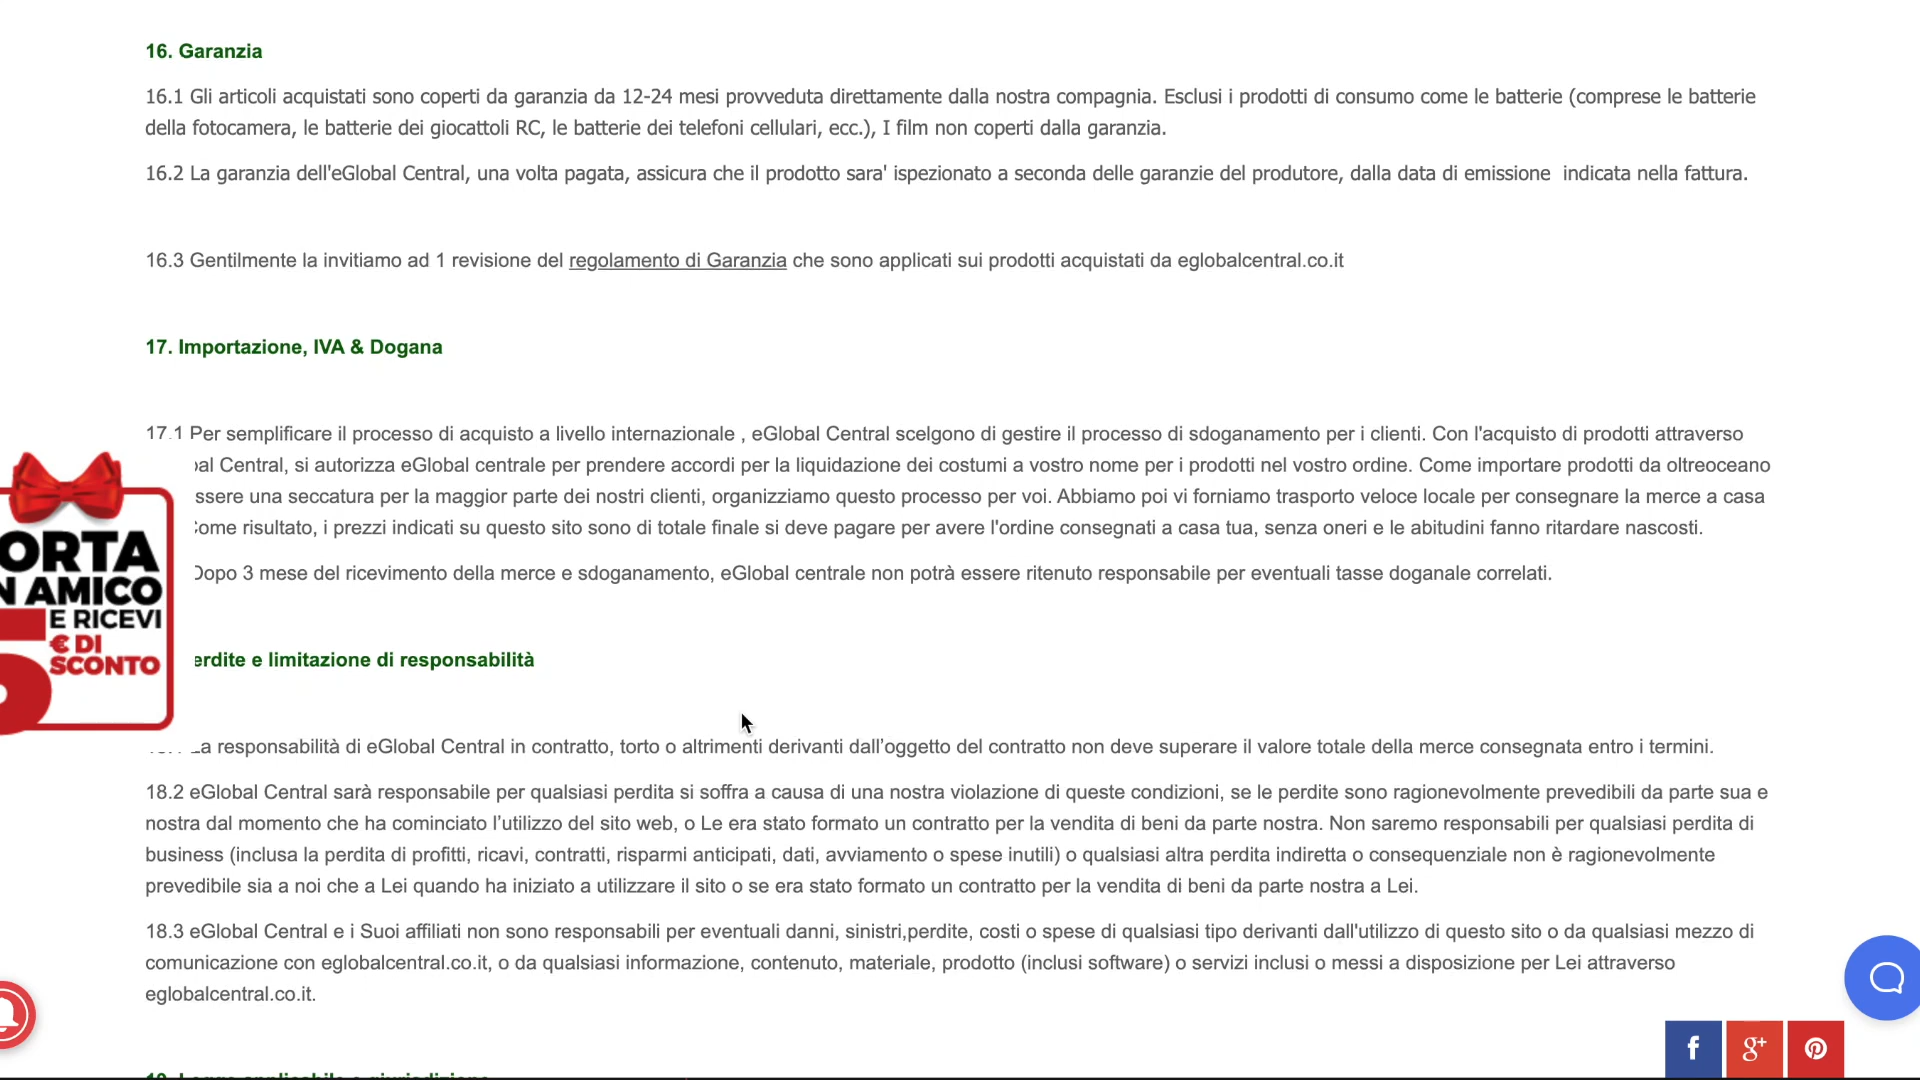 16. Garanzia
16.1 Gli articoli acquistati sono coperti da garanzia da 12-24 mesi provveduta direttamente dalla nostra compagnia. Esclusi i prodotti di consumo come le batterie (comprese le batterie
della fotocamera, le batterie dei giocattoli RC, le batterie dei telefoni cellulari, ecc.), I film non coperti dalla garanzia.
16.2 La garanzia dell'eGlobal Central, una volta pagata, assicura che il prodotto sara' ispezionato a seconda delle garanzie del produtore, dalla data di emissione  indicata nella fattura.
16.3 Gentilmente la invitiamo ad 1 revisione del regolamento di Garanzia che sono applicati sui prodotti acquistati da eglobalcentral.co.it
17. Importazione, IVA & Dogana
17.1 Per semplificare il processo di acquisto a livello internazionale , eGlobal Central scelgono di gestire il processo di sdoganamento per i clienti. Con l'acquisto di prodotti attraverso
Central, si autorizza eGlobal centrale per prendere accordi per la liquidazione dei costumi a vostro nome per i prodotti nel vostro ordine. Come importare prodotti da oltreoceano
ssere una seccatura per la maggior parte dei nostri clienti, organizziamo questo processo per voi. Abbiamo poi vi forniamo trasporto veloce locale per consegnare la merce a casa
ome risultato, i prezzi indicati su questo sito sono di totale finale si deve pagare per avere l'ordine consegnati a casa tua, senza oneri e le abitudini fanno ritardare nascosti.
Dopo 3 mese del ricevimento della merce e sdoganamento, eGlobal centrale non potrà essere ritenuto responsabile per eventuali tasse doganale correlati.
ORTA
N AMICO
E RICEVI
5 € DI
SCONTO
erdite e limitazione di responsabilità
La responsabilità di eGlobal Central in contratto, torto o altrimenti derivanti dall’oggetto del contratto non deve superare il valore totale della merce consegnata entro i termini.
18.2 eGlobal Central sarà responsabile per qualsiasi perdita si soffra a causa di una nostra violazione di queste condizioni, se le perdite sono ragionevolmente prevedibili da parte sua e
nostra dal momento che ha cominciato l’utilizzo del sito web, o Le era stato formato un contratto per la vendita di beni da parte nostra. Non saremo responsabili per qualsiasi perdita di
business (inclusa la perdita di profitti, ricavi, contratti, risparmi anticipati, dati, avviamento o spese inutili) o qualsiasi altra perdita indiretta o consequenziale non è ragionevolmente
prevedibile sia a noi che a Lei quando ha iniziato a utilizzare il sito o se era stato formato un contratto per la vendita di beni da parte nostra a Lei.
18.3 eGlobal Central e i Suoi affiliati non sono responsabili per eventuali danni, sinistri,perdite, costi o spese di qualsiasi tipo derivanti dall'utilizzo di questo sito o da qualsiasi mezzo di
comunicazione con eglobalcentral.co.it, o da qualsiasi informazione, contenuto, materiale, prodotto (inclusi software) o servizi inclusi o messi a disposizione per Lei attraverso
eglobalcentral.co.it.